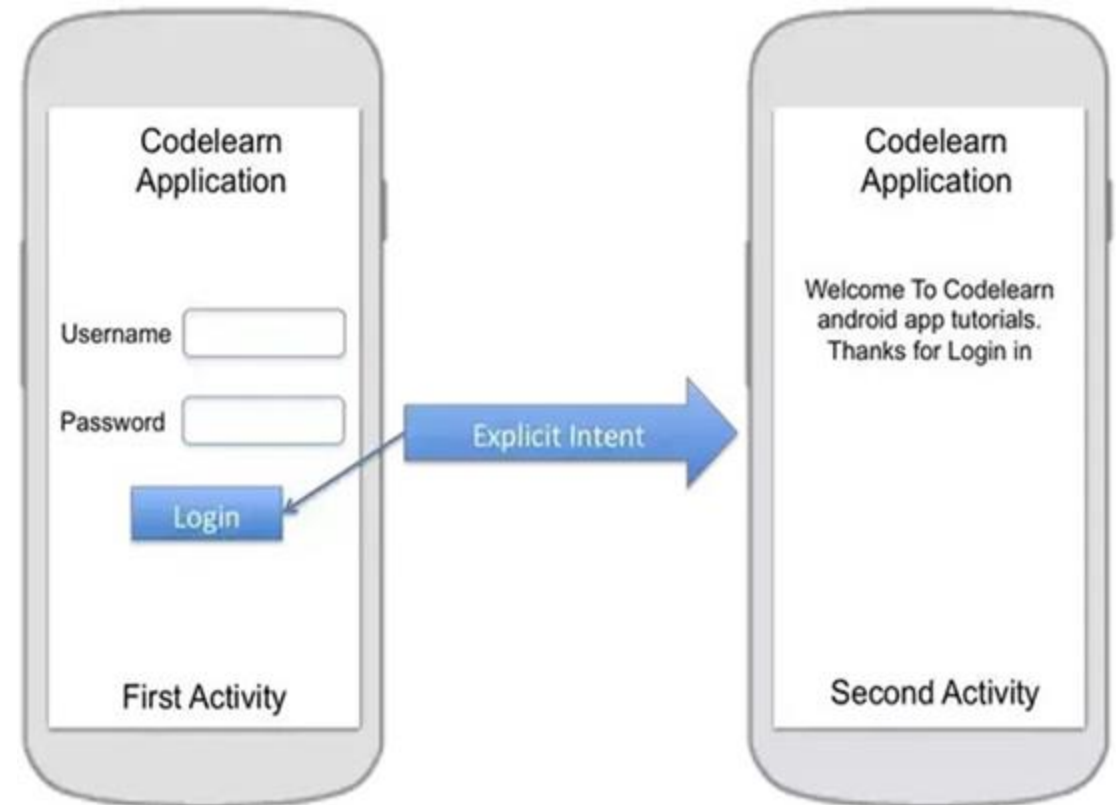 Codelearn
Application
Username
Password
Login
First Activity
Explicit Intent
Codelearn
Application
Welcome To Codelearn
android app tutorials.
Thanks for Login in
Second Activity